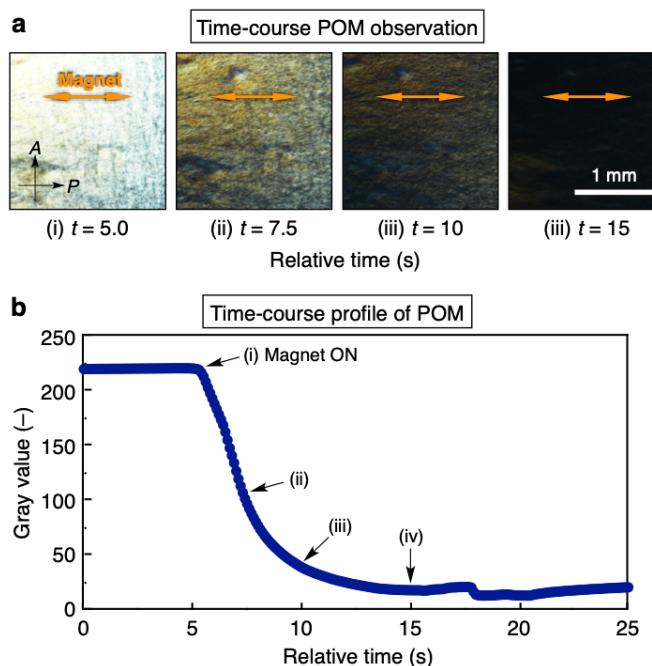 a
Time-course POM observation
Magnet
A
P
1 mm
(i) t = 5.0
(ii) t = 7.5
(iii) t = 10
(iii) t = 15
Relative time (s)
b
Time-course profile of POM
250
200
150
100
50
0
Gray value (–)
(i) Magnet ON
(ii)
(iii)
(iv)
0
5
10
15
20
25
Relative time (s)